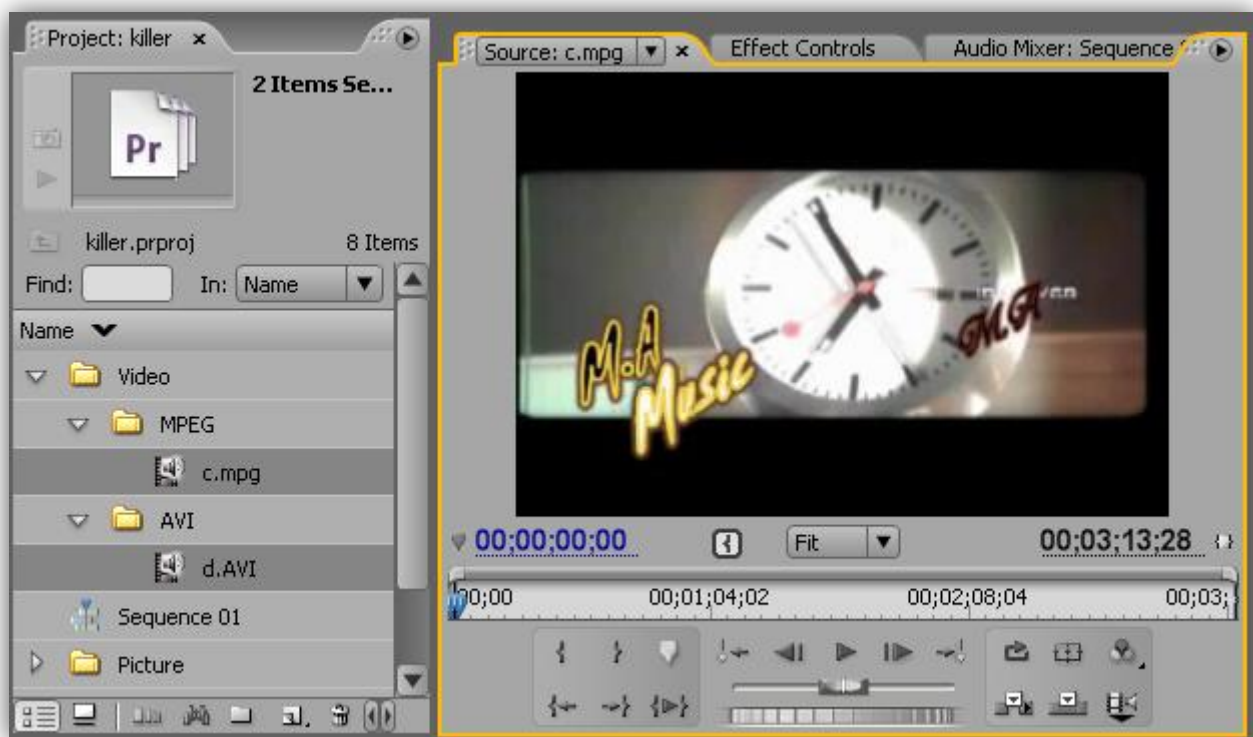 Project: killer
2 Items Se...
Pr
killer.prproj
8 Items
Find:
In: Name
Name
Video
MPEG
c.mpg
AVI
d.AVI
Sequence 01
Picture
Source: c.mpg
Effect Controls
Audio Mixer: Sequence
M.A
Music
M.A
00;00;00;00
Fit
00;03;13;28
00;00
00;01;04;02
00;02;08;04
00;03;